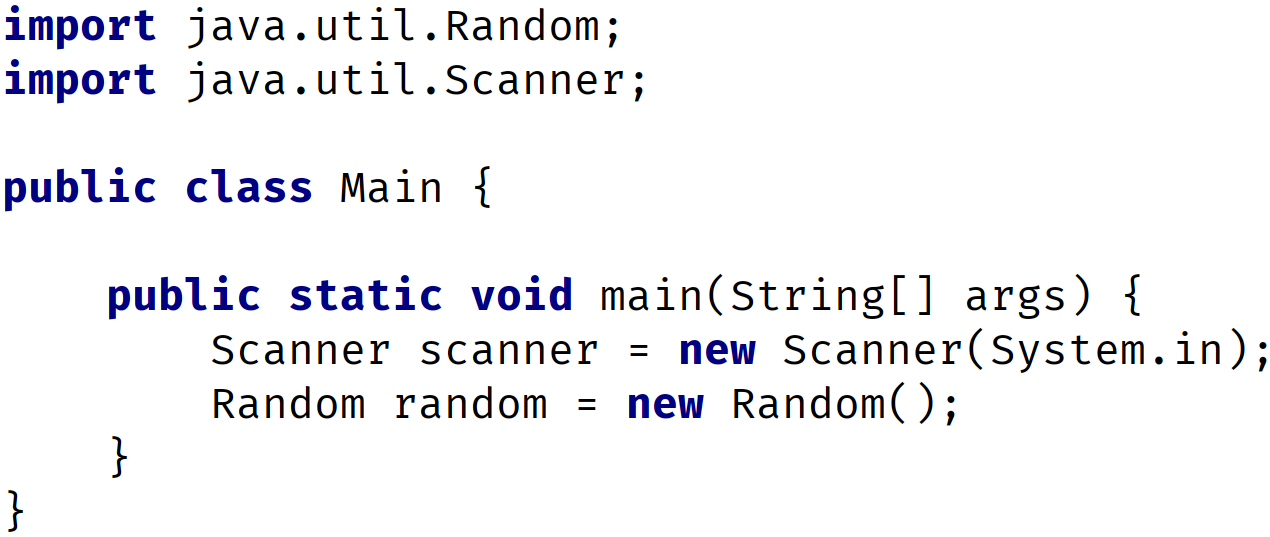 import java.util.Random;
import java.util.Scanner;

public class Main {

    public static void main(String[] args) {
        Scanner scanner = new Scanner(System.in);
        Random random = new Random();
    }
}